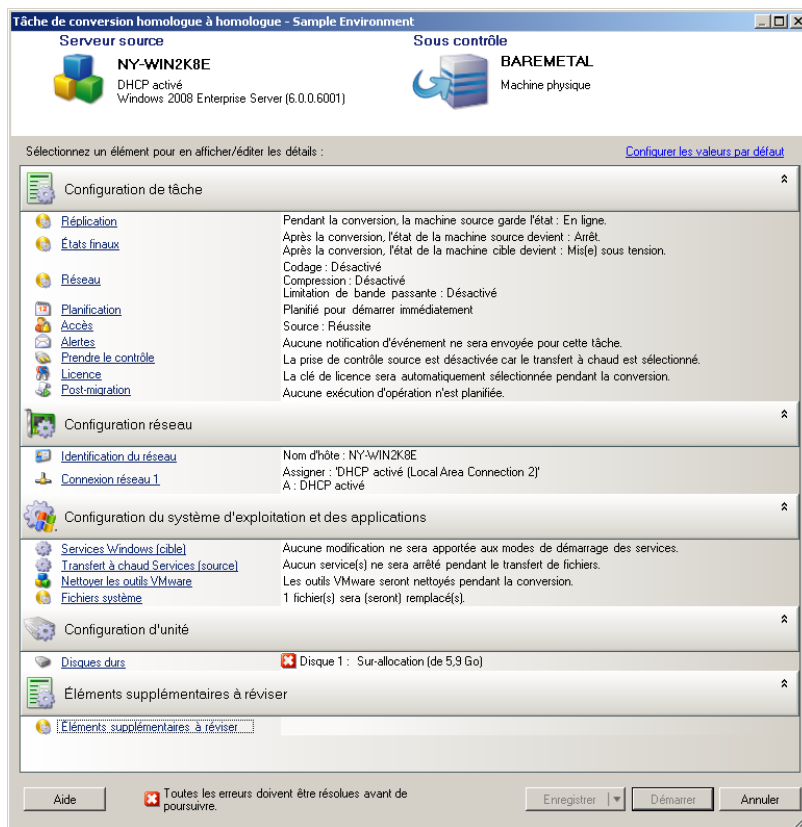 Tâche de conversion homologue à homologue - Sample Environment
Serveur source
NY-WIN2K8E
DHCP activé
Windows 2008 Enterprise Server (6.0.0.6001)
Sous contrôle
BAREMETAL
Machine physique
Sélectionnez un élément pour en afficher/éditer les détails :
Configurer les valeurs par défaut
Configuration de tâche
Réplication
Pendant la conversion, la machine source garde l'état : En ligne.
États finaux
Après la conversion, l'état de la machine source devient : Arrêt.
Après la conversion, l'état de la machine cible devient : Mis(e) sous tension.
Réseau
Codage : Désactivé
Compression : Désactivé
Limitation de bande passante : Désactivé
Planification
Planifié pour démarrer immédiatement
Accès
Source : Réussite
Alertes
Aucune notification d'événement ne sera envoyée pour cette tâche.
Prendre le contrôle
La prise de contrôle source est désactivée car le transfert à chaud est sélectionné.
Licence
La clé de licence sera automatiquement sélectionnée pendant la conversion.
Post-migration
Aucune exécution d'opération n'est planifiée.
Configuration réseau
Identification du réseau
Nom d'hôte : NY-WIN2K8E
Connexion réseau 1
Assigner : 'DHCP activé (Local Area Connection 2)'
A : DHCP activé
Configuration du système d'exploitation et des applications
Services Windows (cible)
Aucune modification ne sera apportée aux modes de démarrage des services.
Transfert à chaud Services (source)
Aucun service(s) ne sera arrêté pendant le transfert de fichiers.
Nettoyer les outils VMware
Les outils VMware seront nettoyés pendant la conversion.
Fichiers système
1 fichier(s) sera (seront) remplacé(s).
Configuration d'unité
Disques durs
Disque 1 : Sur-allocation (de 5,9 Go)
Éléments supplémentaires à réviser
Éléments supplémentaires à réviser
Aide
Toutes les erreurs doivent être résolues avant de
poursuivre.
Enregistrer
Démarrer
Annuler